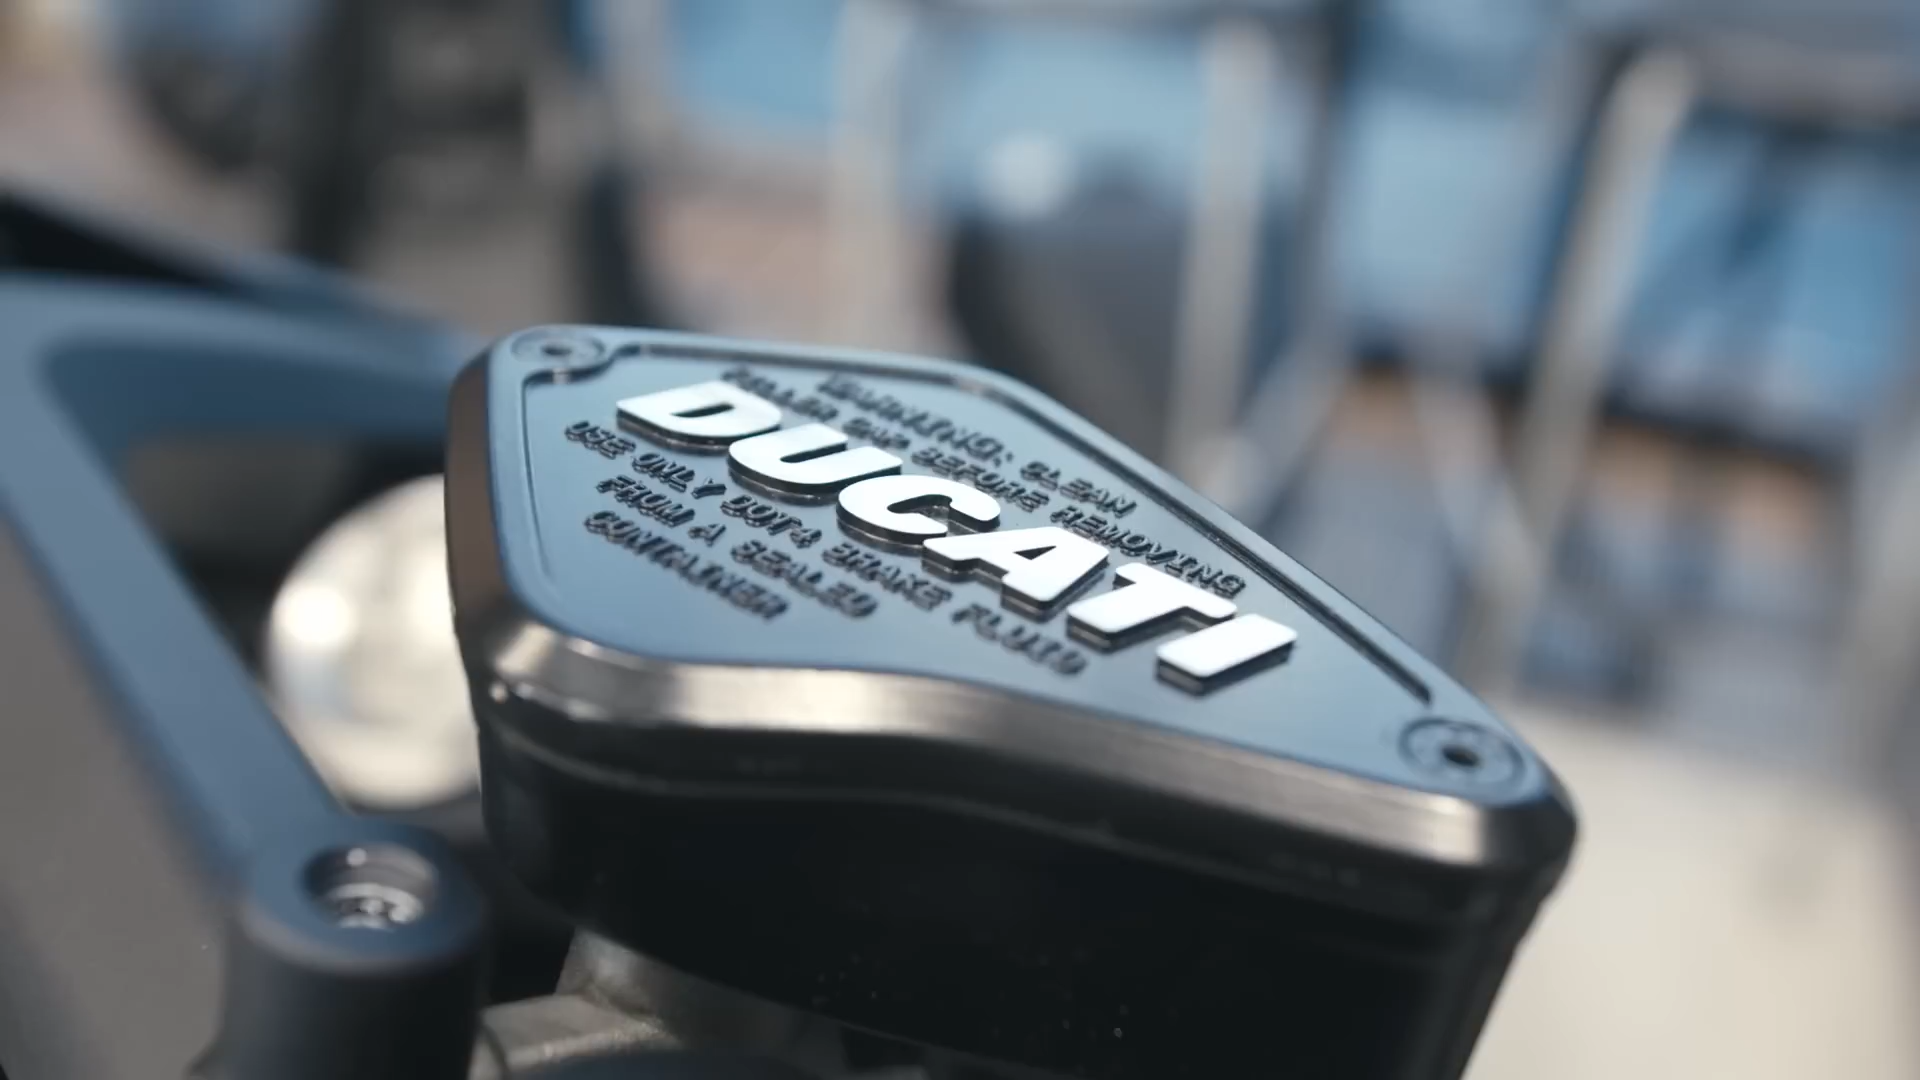 WARNING: CLEAN
FILLER CAP BEFORE REMOVING
DUCATI
USE ONLY DOT4 BRAKE FLUID
FROM A SEALED
CONTAINER